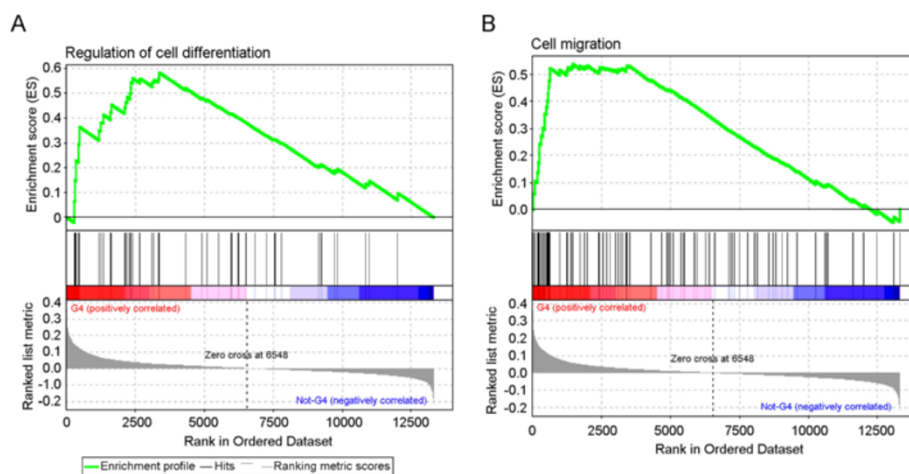 A
Regulation of cell differentiation
Enrichment score (ES)
0.6
0.5
0.4
0.3
0.2
0.1
0
Ranked list metric
0.4
0.3
0.2
0.1
0.0
-1.0
-0.2
G4 (positively correlated)
Zero cross at 6548
Not-G4 (negatively correlated)
0 2500 5000 7500 10000 12500
Rank in Ordered Dataset
Enrichment profile Hits Ranking metric scores
B
Cell migration
Enrichment score (ES)
0.5
0.4
0.3
0.2
0.1
0.0
Ranked list metric
0.3
0.2
0.1
0.0
-0.1
-0.2
G4 (positively correlated)
Zero cross at 6548
Not-G4 (negatively correlated)
0 2500 5000 7500 10000 12500
Rank in Ordered Dataset